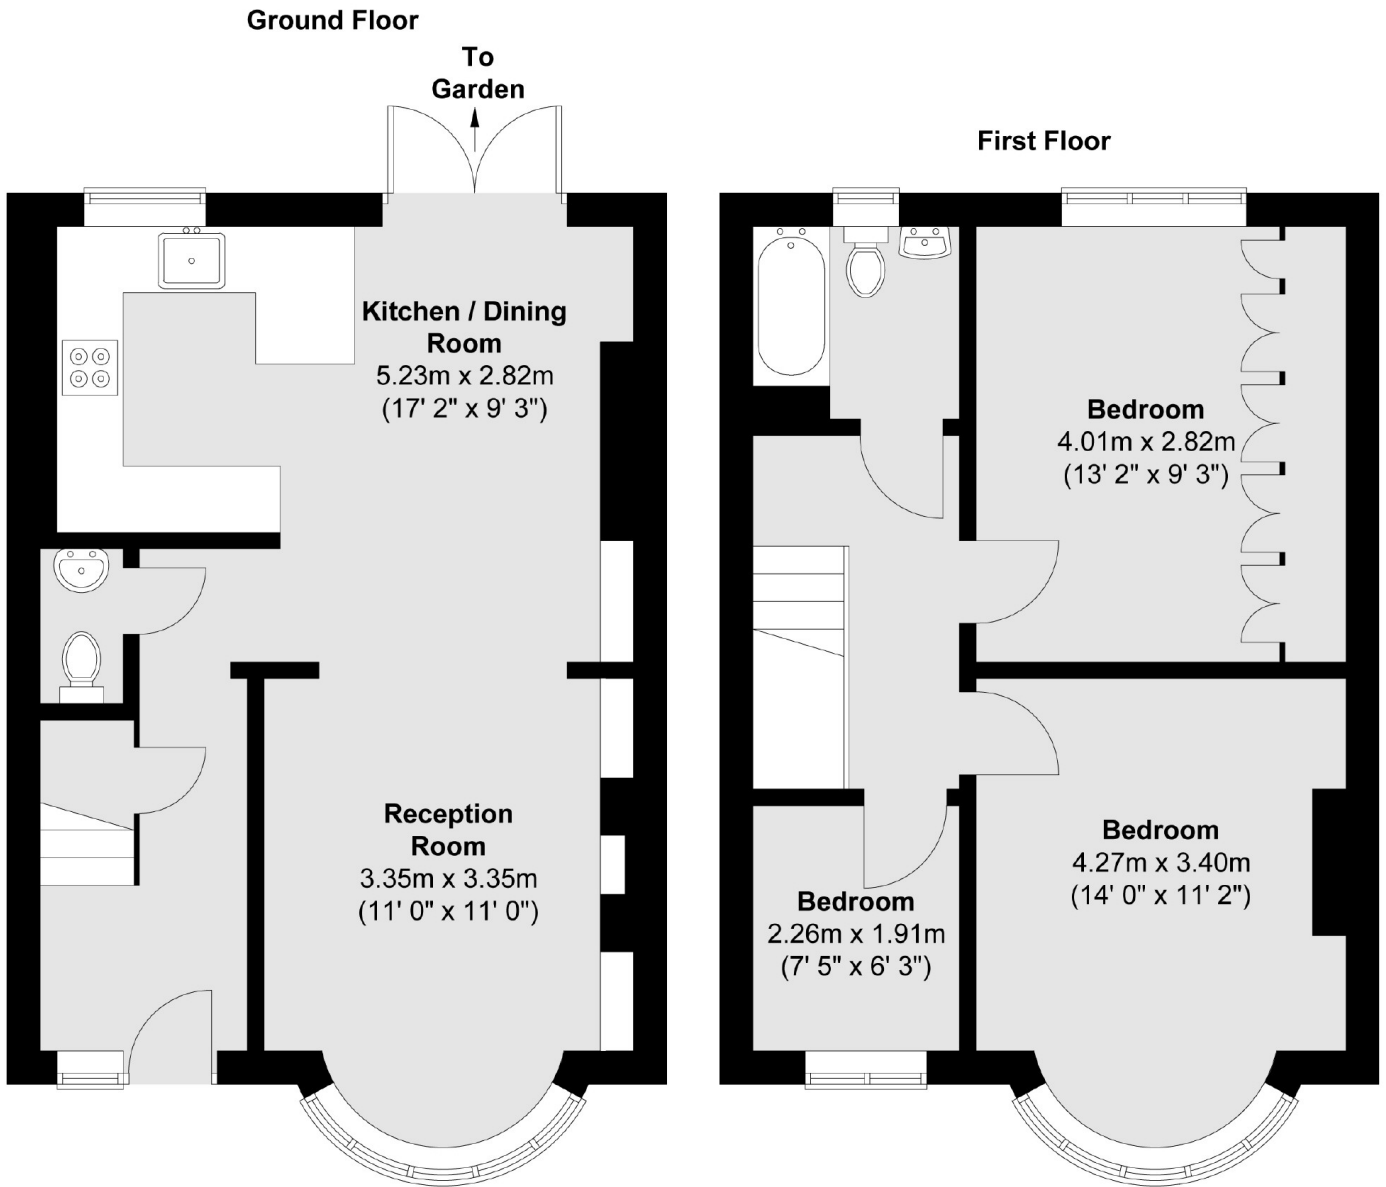 Ground Floor
To
Garden
Kitchen / Dining
Room
5.23m x 2.82m
(17' 2" x 9' 3")
Reception
Room
3.35m x 3.35m
(11' 0" x 11' 0")
First Floor
Bedroom
4.01m x 2.82m
(13' 2" x 9' 3")
Bedroom
4.27m x 3.40m
(14' 0" x 11' 2")
Bedroom
2.26m x 1.91m
(7' 5" x 6' 3")